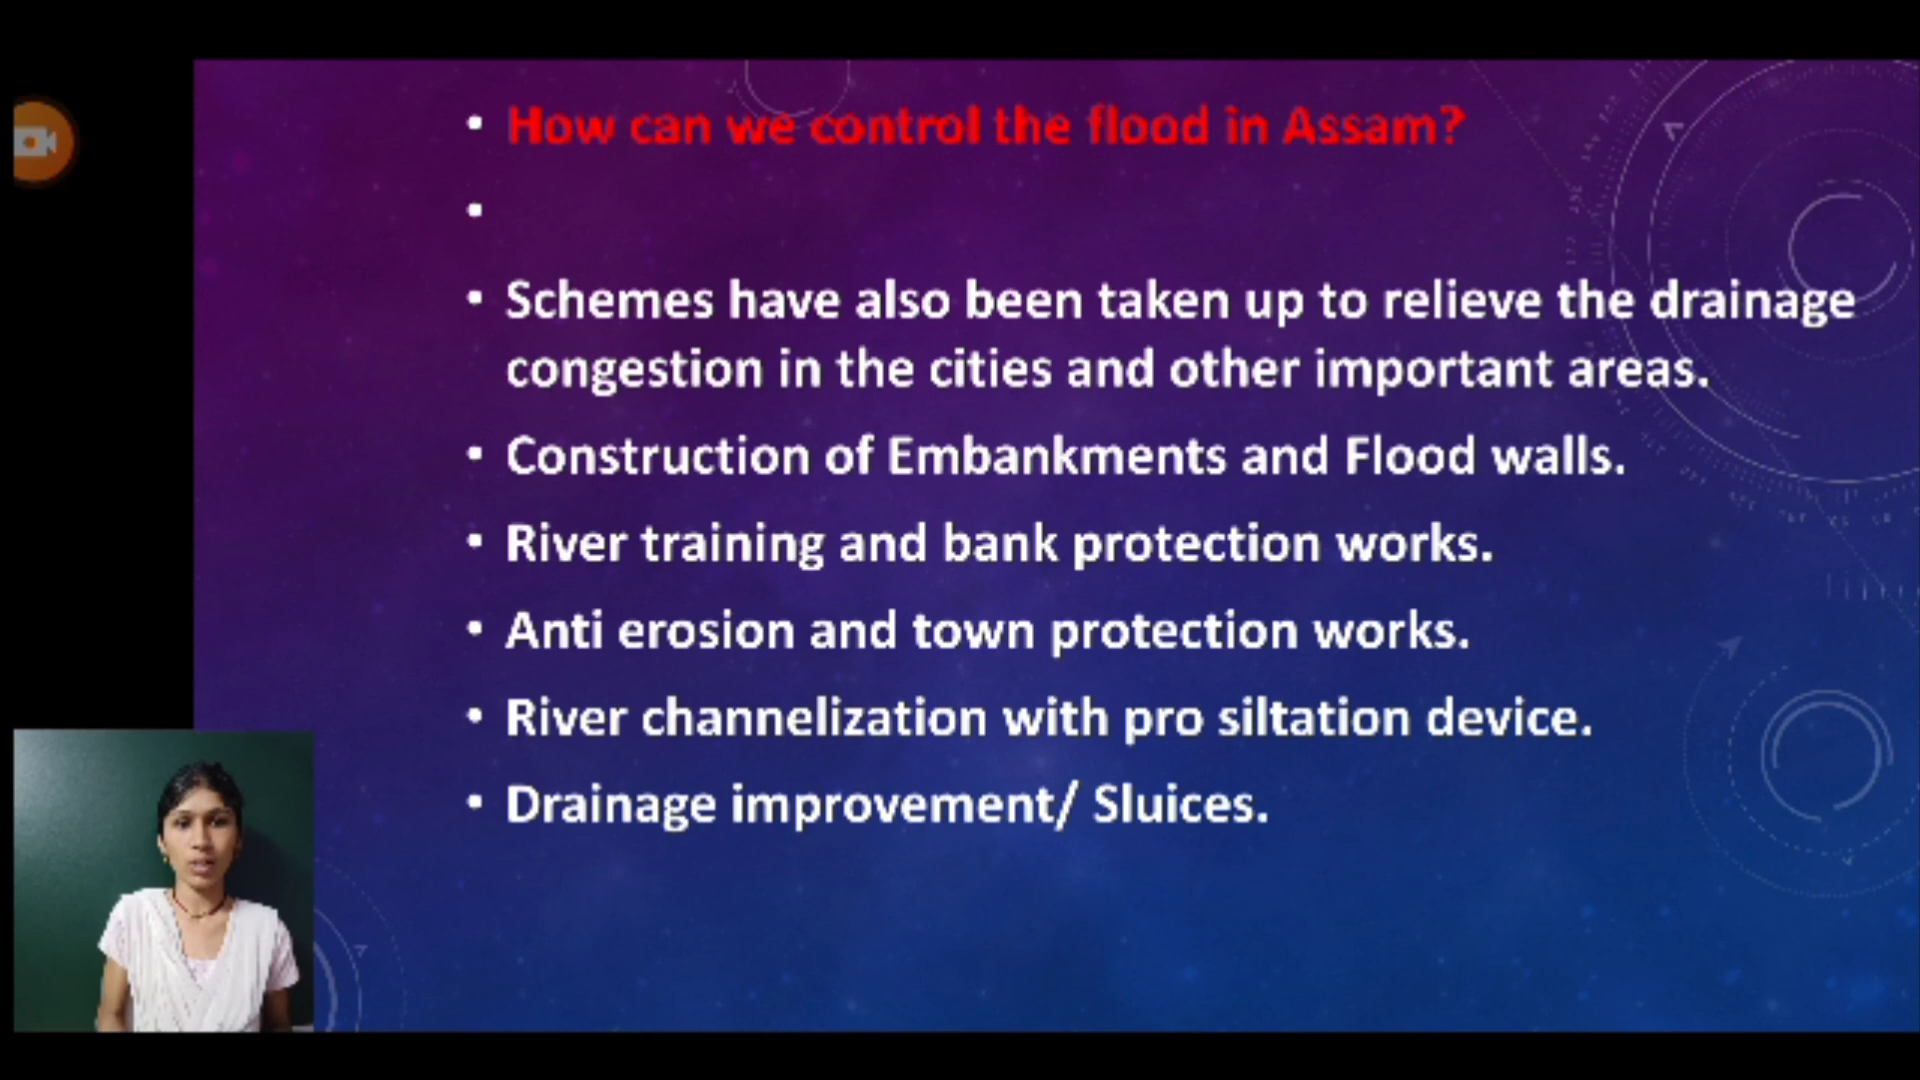 • How can we control the flood in Assam?
•
• Schemes have also been taken up to relieve the drainage
congestion in the cities and other important areas.
• Construction of Embankments and Flood walls.
• River training and bank protection works.
• Anti erosion and town protection works.
• River channelization with pro siltation device.
• Drainage improvement/ Sluices.